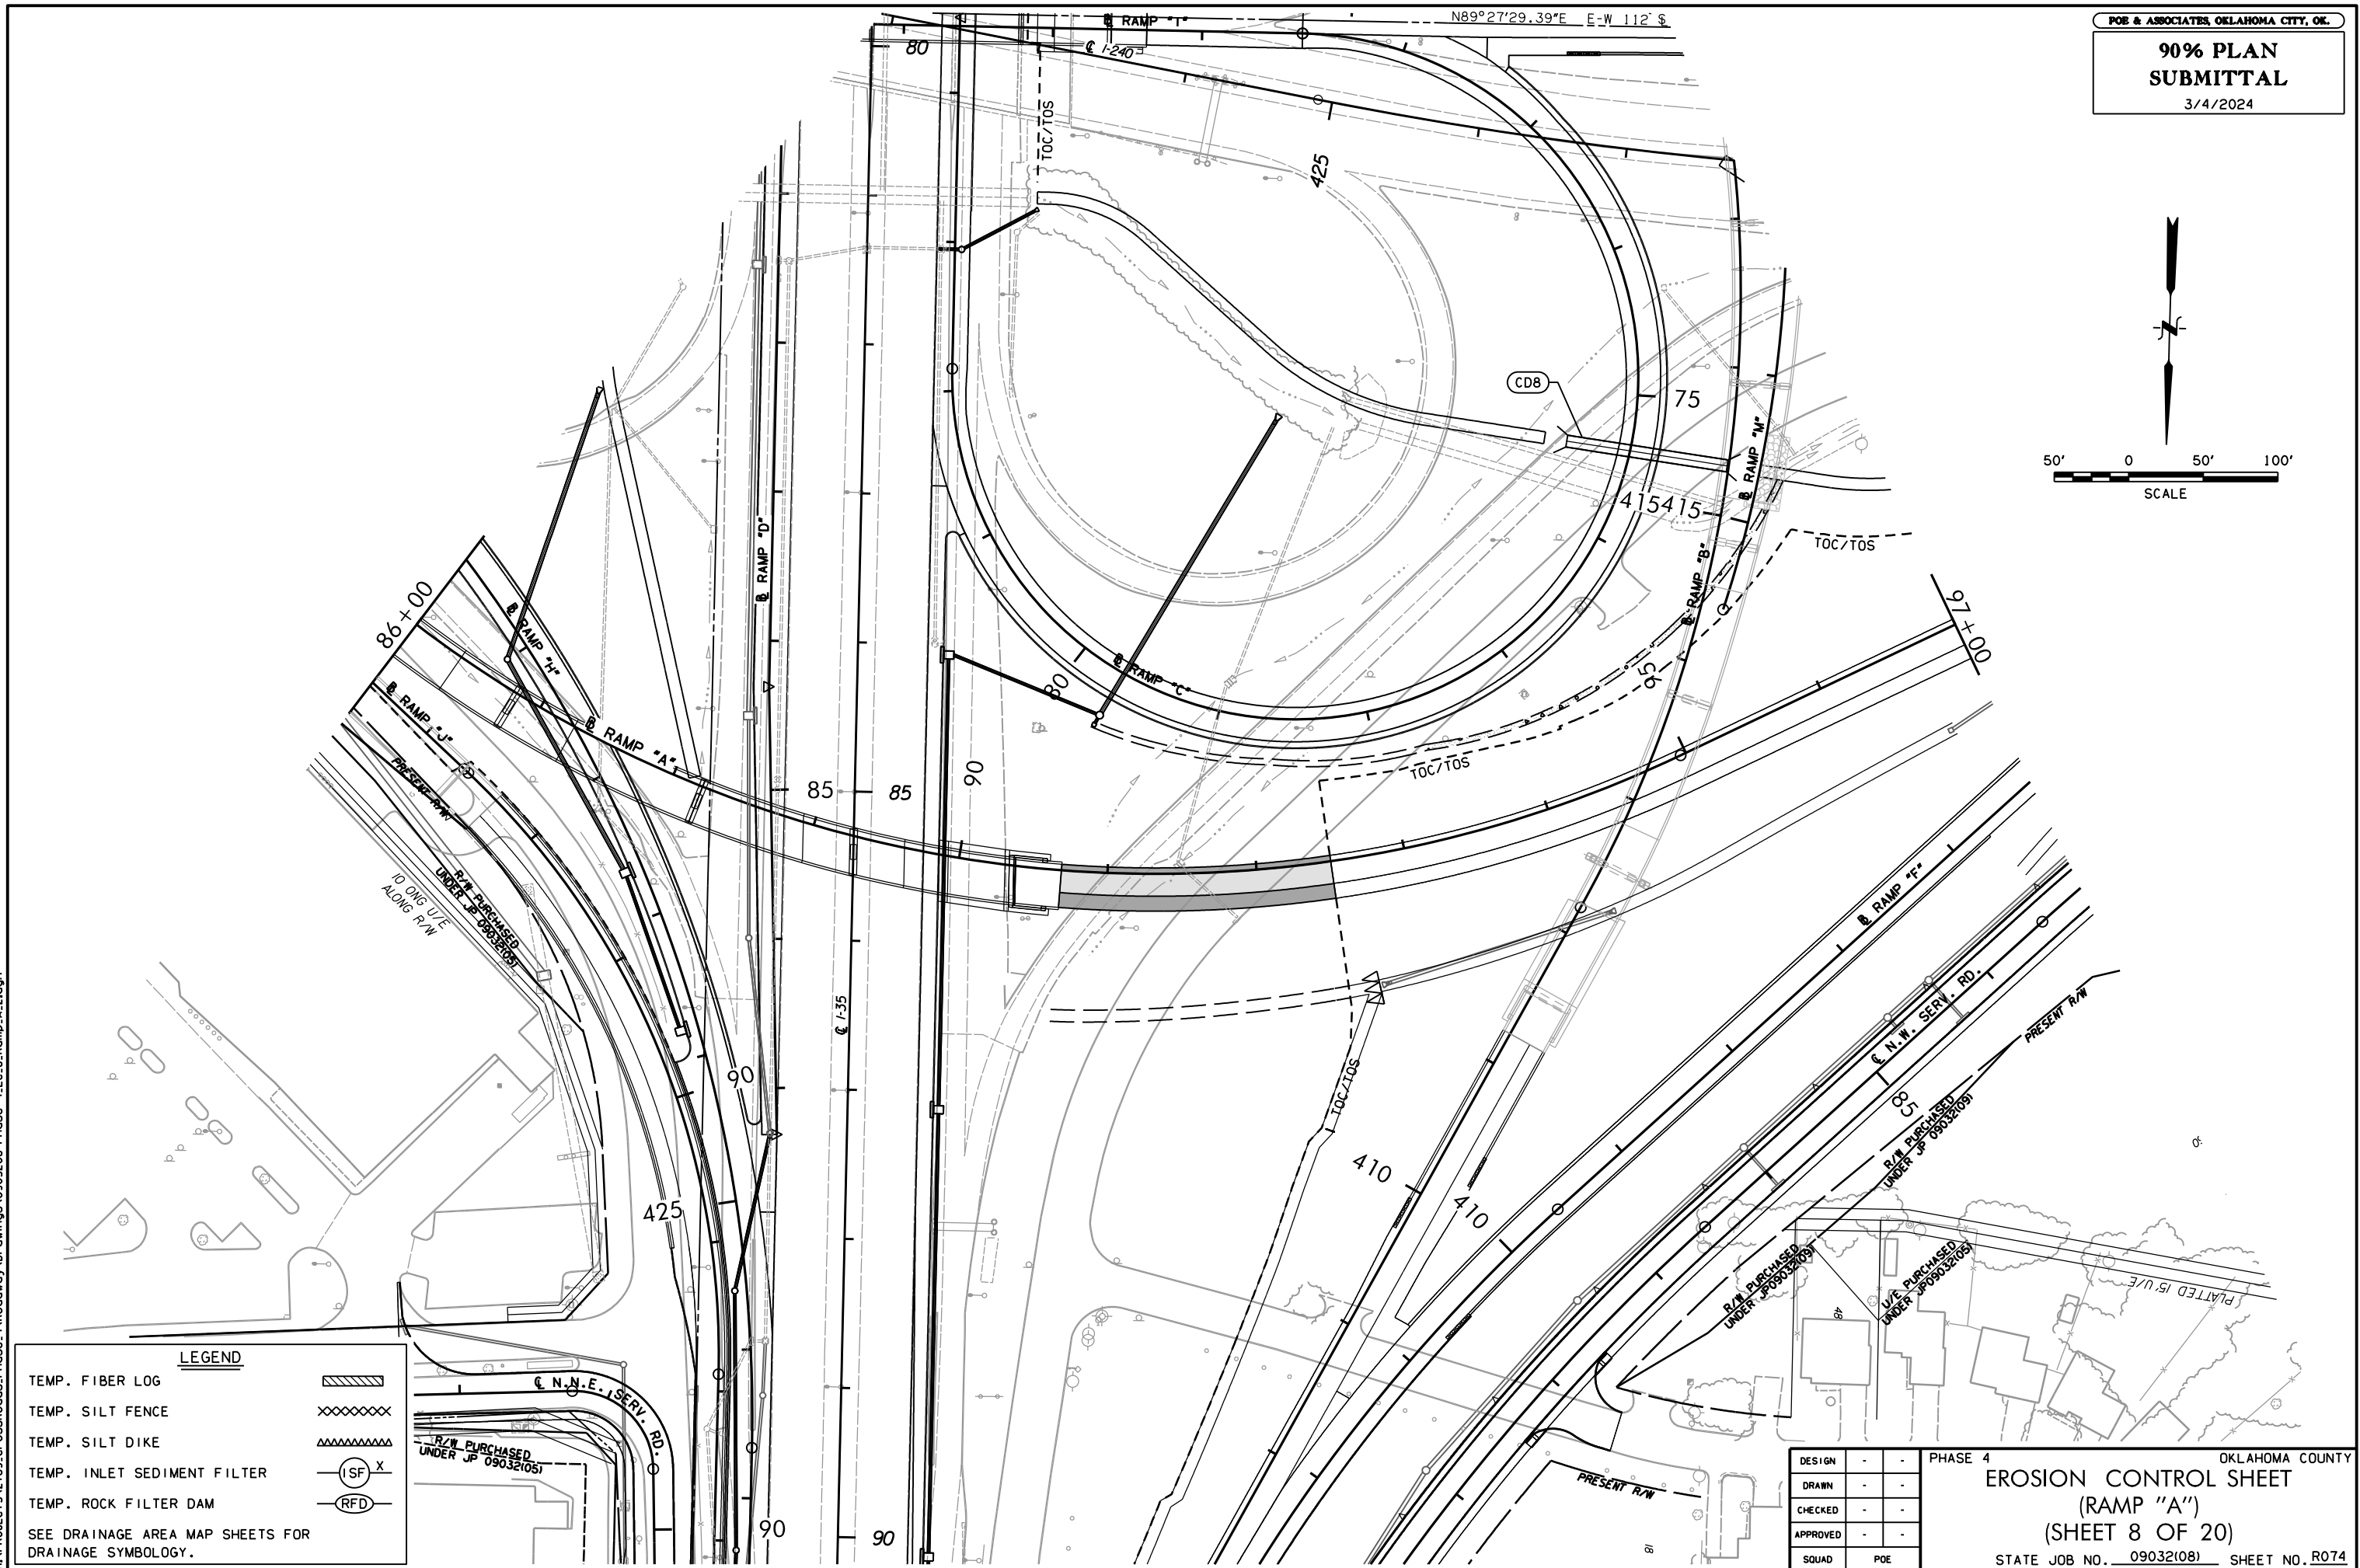 POE & ASSOCIATES, OKLAHOMA CITY, OK.
90% PLAN
SUBMITTAL
3/4/2024
N89°27'29.39"E E-W 112' $
RAMP "I"
80
℄ I-240
TOC/TOS
425
CD8
75
50' 0 50' 100'
SCALE
℄ RAMP "M"
415 415
TOC/TOS
℄ RAMP "D"
86+00
℄ RAMP "H"
℄ RAMP "B"
97+00
℄ RAMP "C"
80
95
℄ RAMP "J"
℄ RAMP "A"
PRESENT R/W
TOC/TOS
85
85
90
R/W PURCHASED
UNDER JP 09032(05)
10 ONG U/E
ALONG R/W
℄ RAMP "F"
℄ I-35
℄ N.W. SERV. RD.
PRESENT R/W
90
TOC/TOS
85
R/W PURCHASED
UNDER JP 09032(09)
410
410
425
R/W PURCHASED
UNDER JP09032(09)
U/E PURCHASED
UNDER JP09032(05)
PLATTED 15' U/E
48
℄ N.N.E. SERV. RD.
R/W PURCHASED
UNDER JP 09032(05)
PRESENT R/W
90
90
18
LEGEND
TEMP. FIBER LOG
TEMP. SILT FENCE
TEMP. SILT DIKE
TEMP. INLET SEDIMENT FILTER ISF X
TEMP. ROCK FILTER DAM RFD
SEE DRAINAGE AREA MAP SHEETS FOR
DRAINAGE SYMBOLOGY.
DESIGN - -
DRAWN - -
CHECKED - -
APPROVED - -
SQUAD POE
PHASE 4 OKLAHOMA COUNTY
EROSION CONTROL SHEET
(RAMP "A")
(SHEET 8 OF 20)
STATE JOB NO. 09032(08) SHEET NO. R074